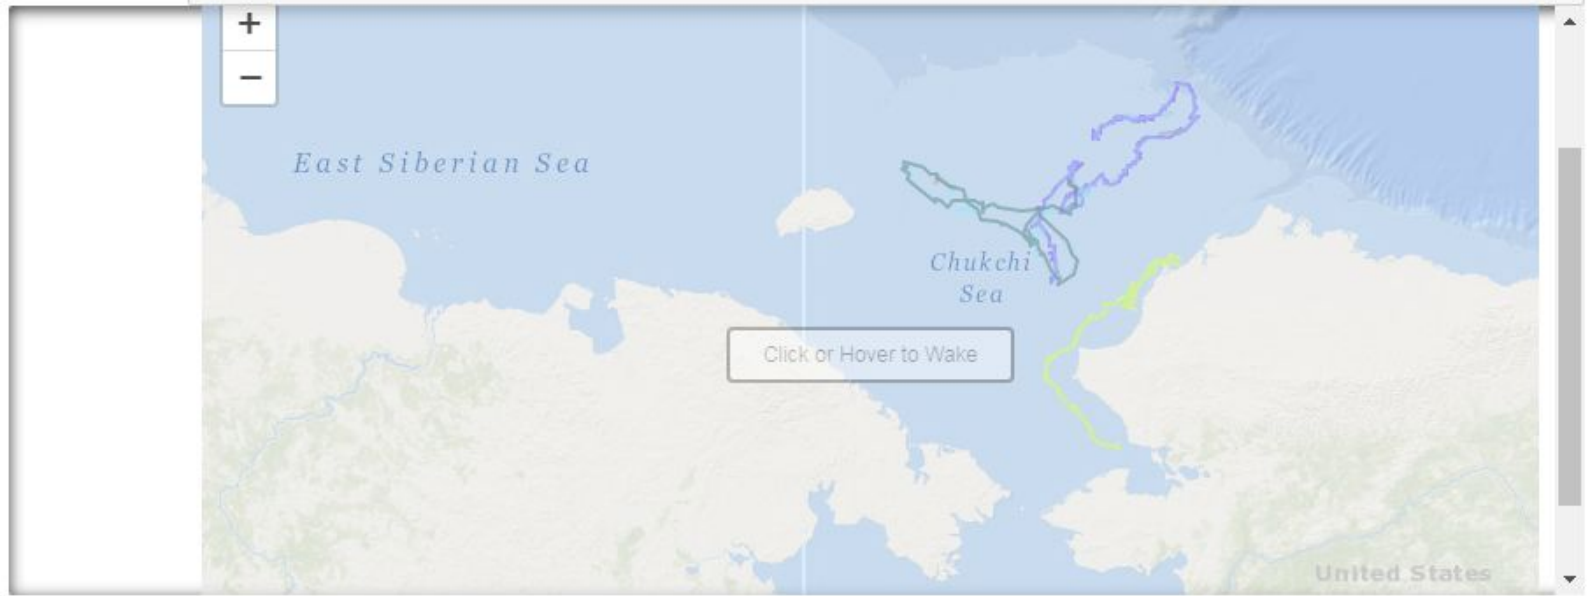 +
−
East Siberian Sea
Chukchi
Sea
Click or Hover to Wake
United States